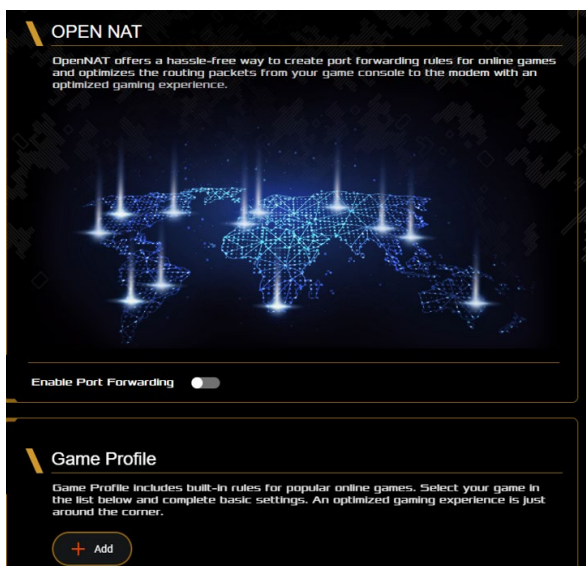 OPEN NAT
OpenNAT offers a hassle-free way to create port forwarding rules for online games
and optimizes the routing packets from your game console to the modem with an
optimized gaming experience.
Enable Port Forwarding
Game Profile
Game Profile includes built-in rules for popular online games. Select your game in
the list below and complete basic settings. An optimized gaming experience is just
around the corner.
+ Add